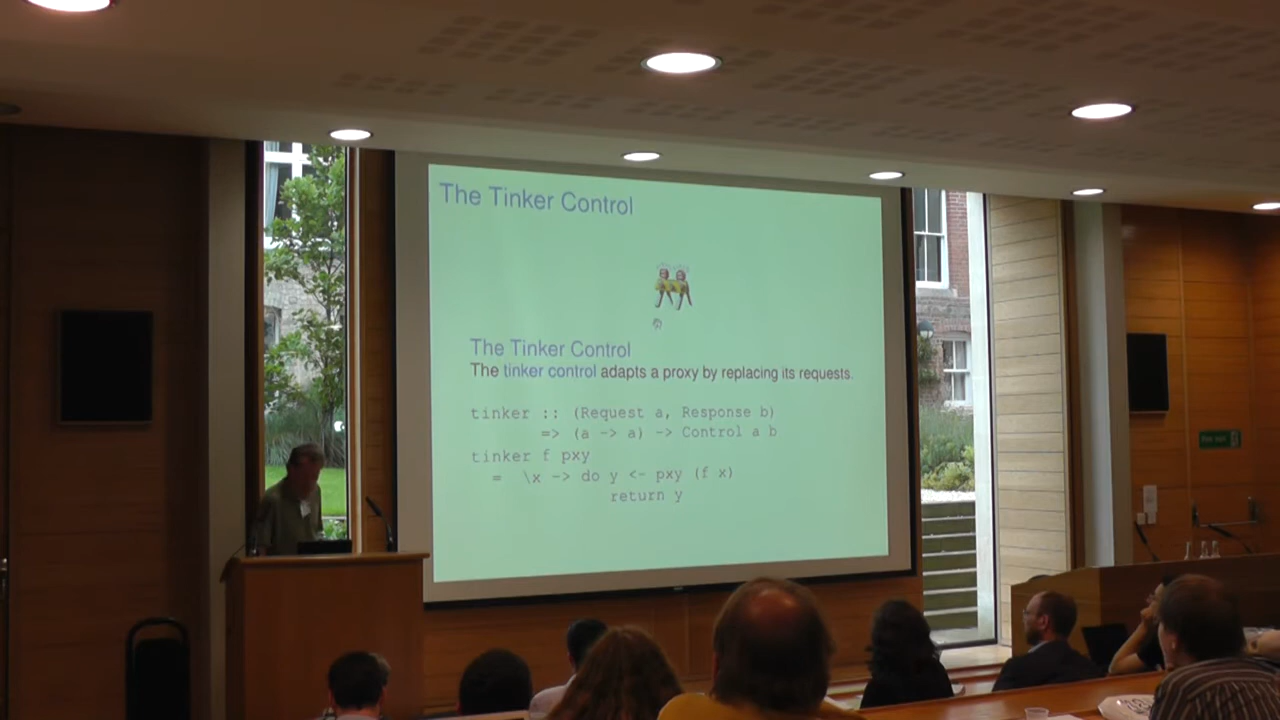 The Tinker Control
The Tinker Control
The tinker control adapts a proxy by replacing its requests.
tinker :: (Request a, Response b)
=> (a -> a) -> Control a b
tinker f pxy
= \x -> do y <- pxy (f x)
return y